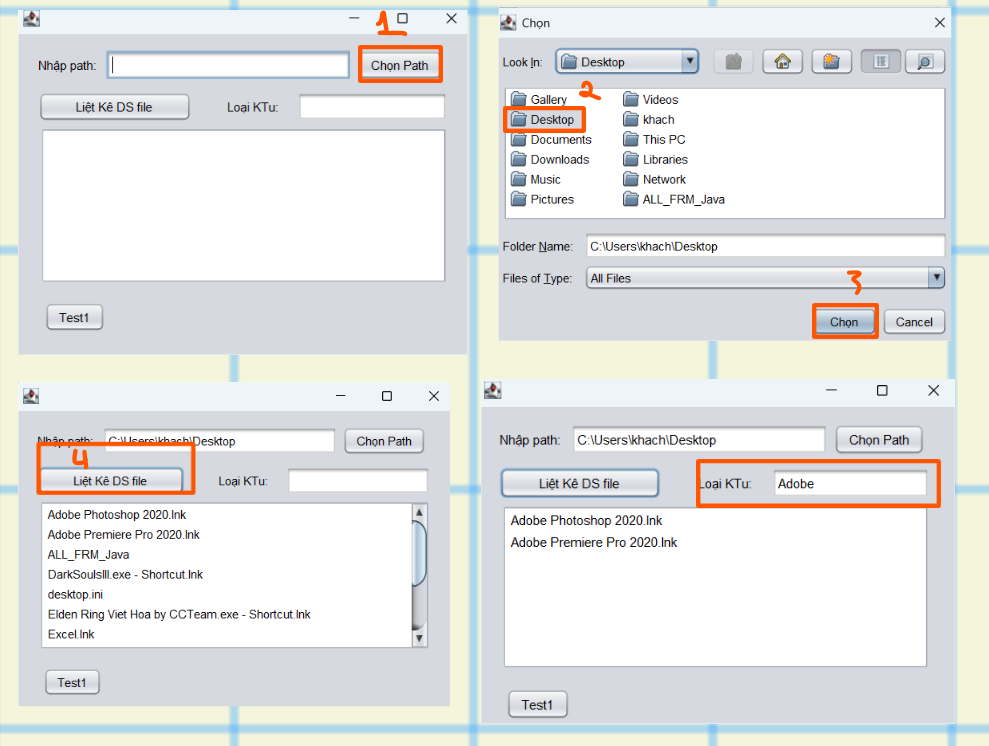 1
Nhập path:
Chọn Path
Liệt Kê DS file
Loại KTu:
Test1
Chọn
Look In:
Desktop
2
Gallery
Videos
Desktop
khach
Documents
This PC
Downloads
Libraries
Music
Network
Pictures
ALL_FRM_Java
Folder Name:
C:\Users\khach\Desktop
Files of Type:
All Files
3
Chọn
Cancel
Nhập path:
C:\Users\khach\Desktop
Chọn Path
4
Liệt Kê DS file
Loại KTu:
Adobe Photoshop 2020.lnk
Adobe Premiere Pro 2020.lnk
ALL_FRM_Java
DarkSoulsIII.exe - Shortcut.lnk
desktop.ini
Elden Ring Viet Hoa by CCTeam.exe - Shortcut.lnk
Excel.lnk
Test1
Nhập path:
C:\Users\khach\Desktop
Chọn Path
Liệt Kê DS file
Loại KTu:
Adobe
Adobe Photoshop 2020.lnk
Adobe Premiere Pro 2020.lnk
Test1